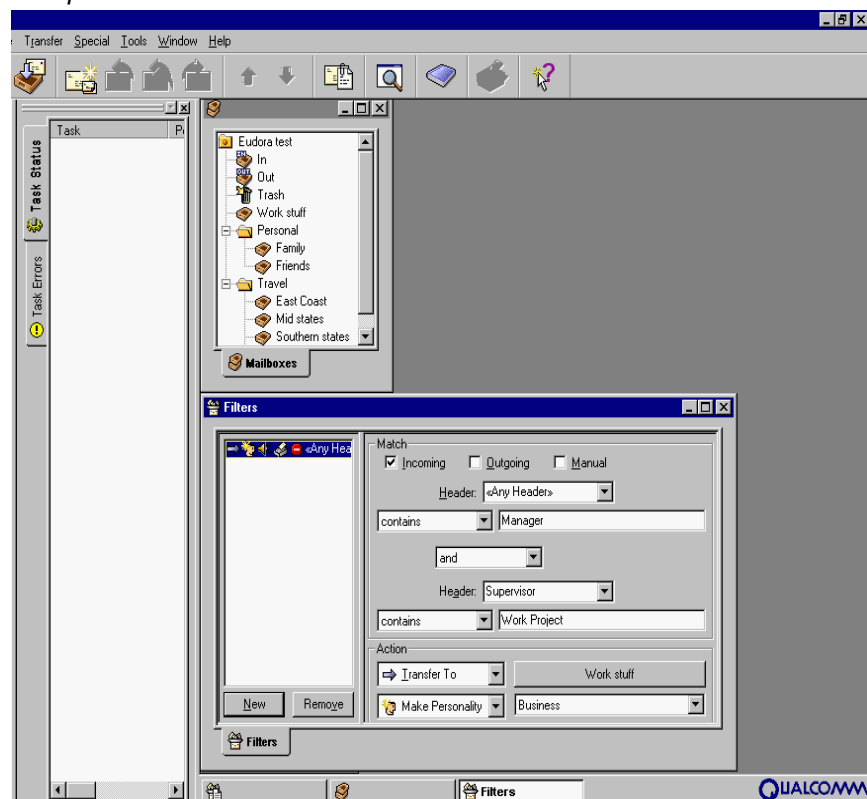 Transfer Special Tools Window Help
Task
Task Status
Task Errors
Eudora test
In
Out
Trash
Work stuff
Personal
Family
Friends
Travel
East Coast
Mid states
Southern states
Mailboxes
Filters
«Any Hea
Match
Incoming Outgoing Manual
Header: «Any Header»
contains Manager
and
Header: Supervisor
contains Work Project
Action
Transfer To Work stuff
Make Personality Business
New Remove
Filters
Filters
QUALCOMM